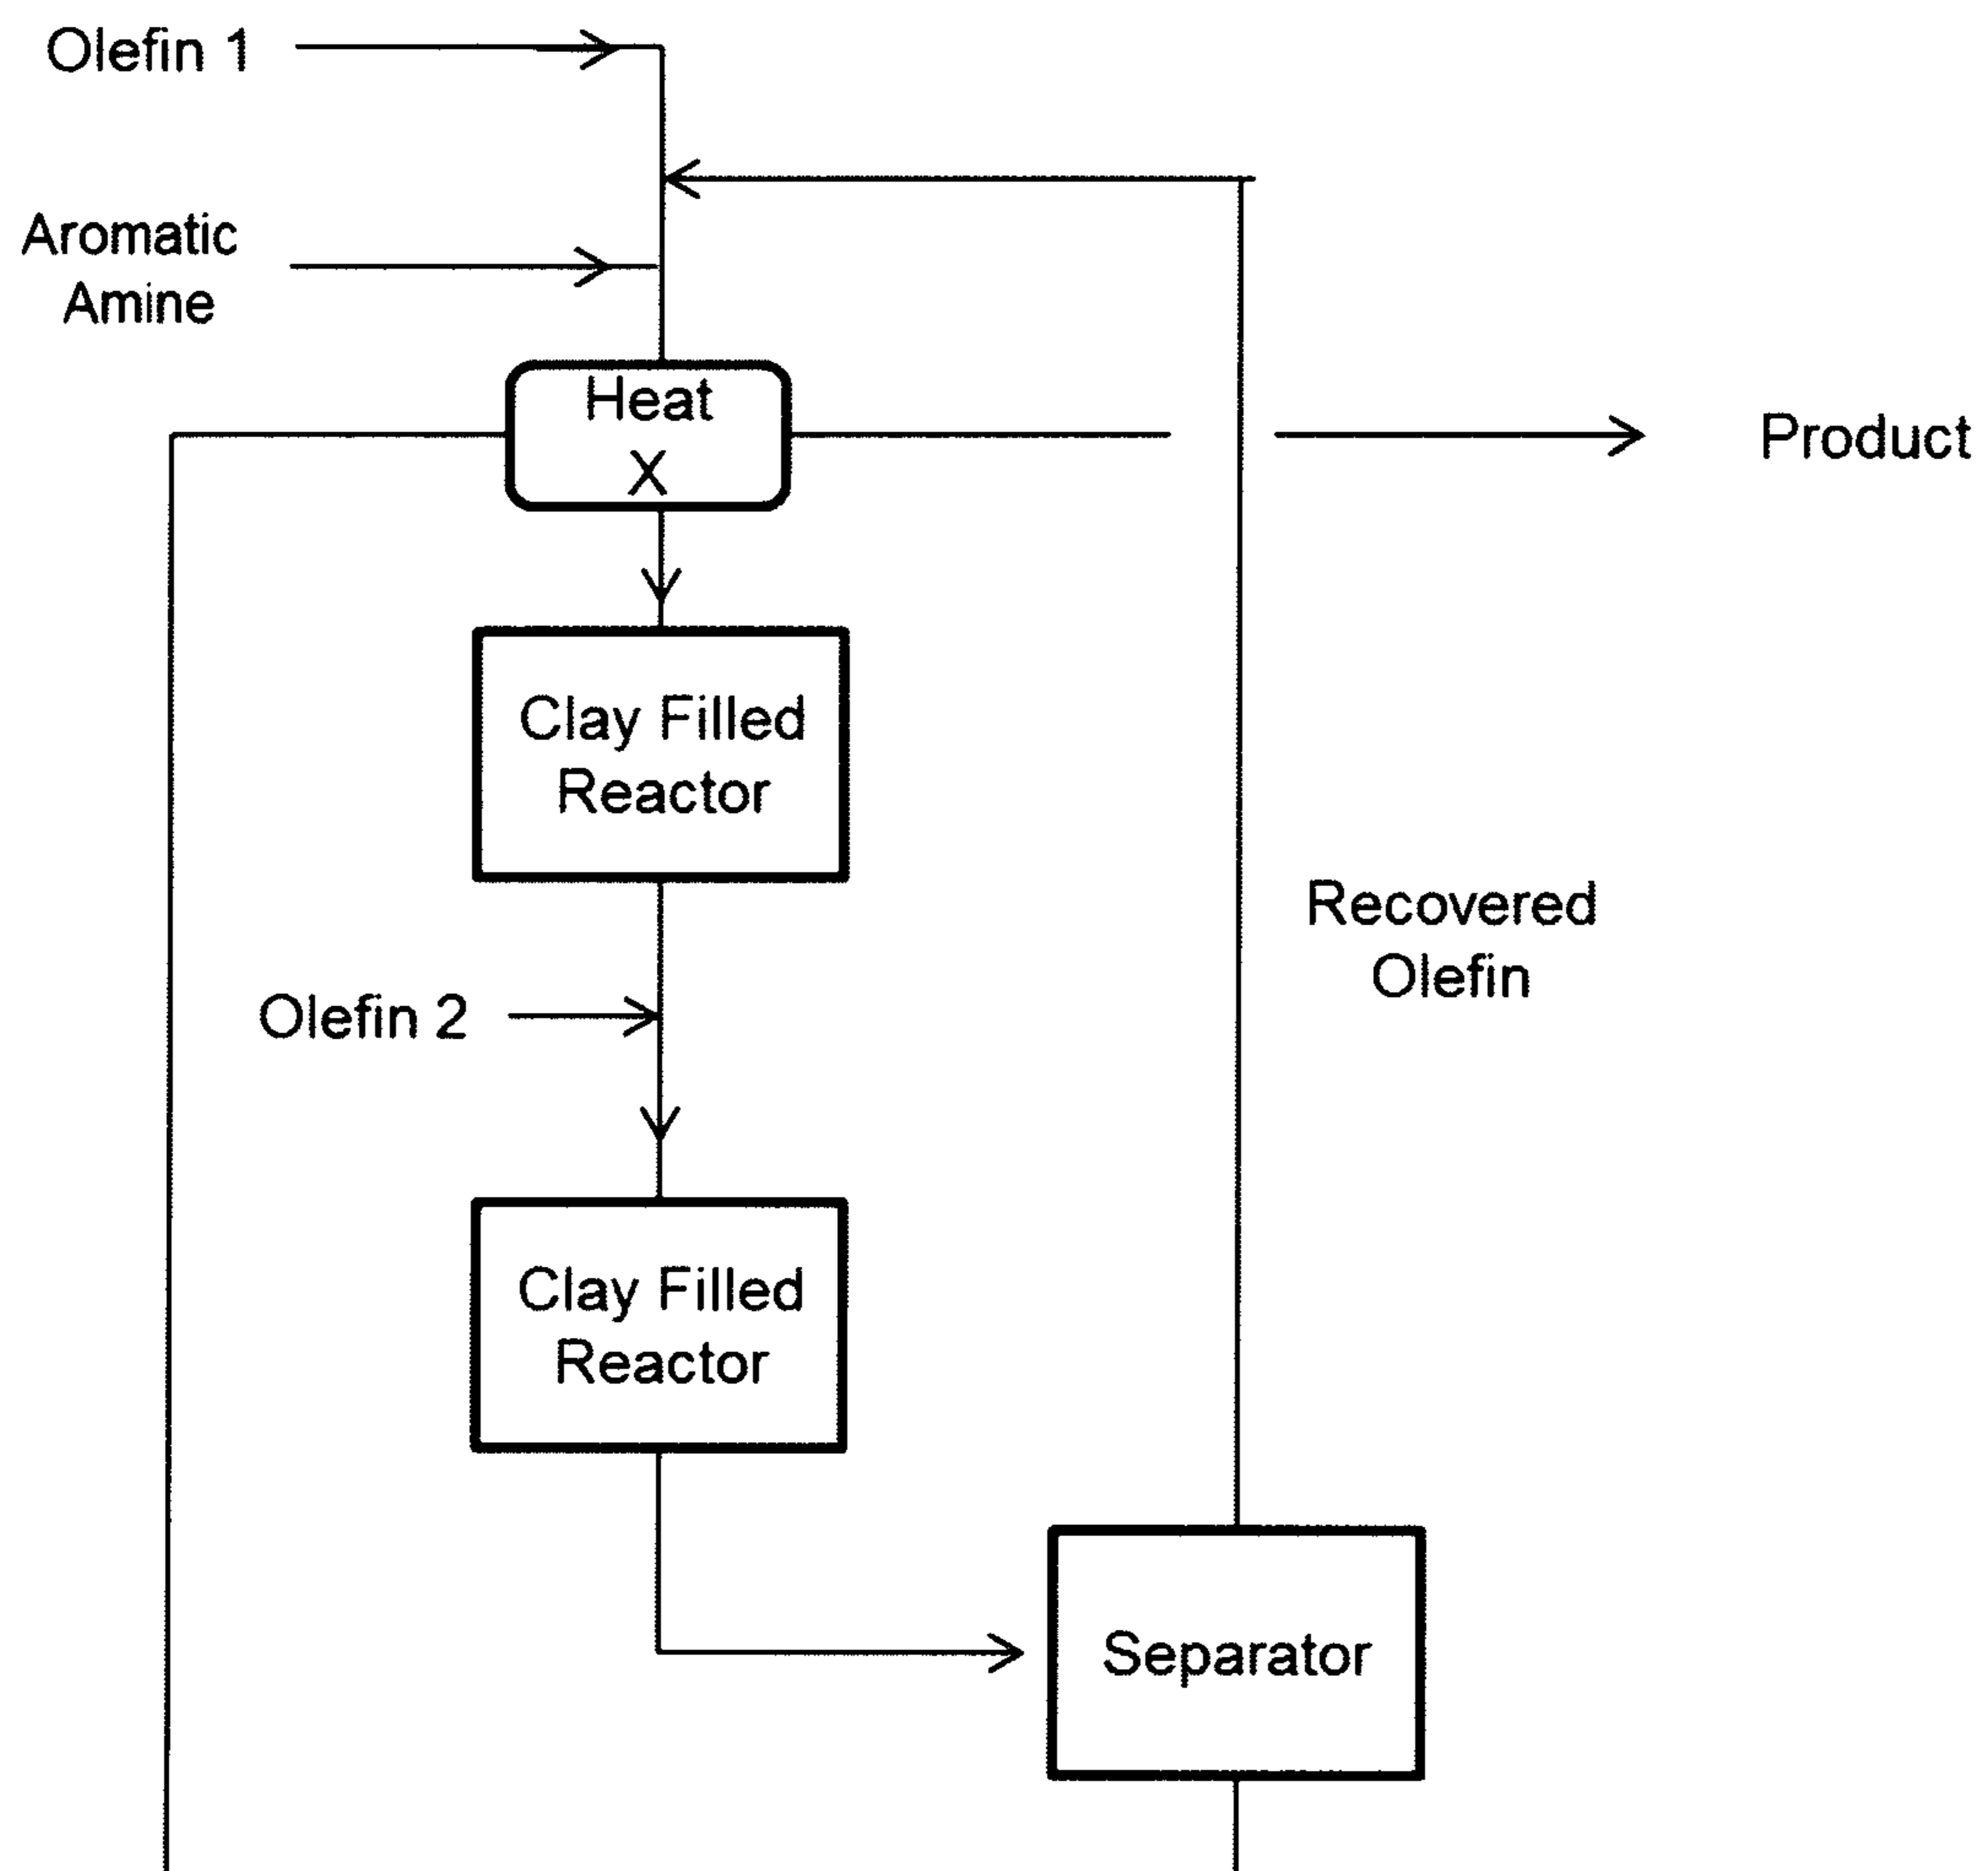 Olefin 1
Aromatic
Amine
Heat
X
Product
Clay Filled
Reactor
Recovered
Olefin
Olefin 2
Clay Filled
Reactor
Separator